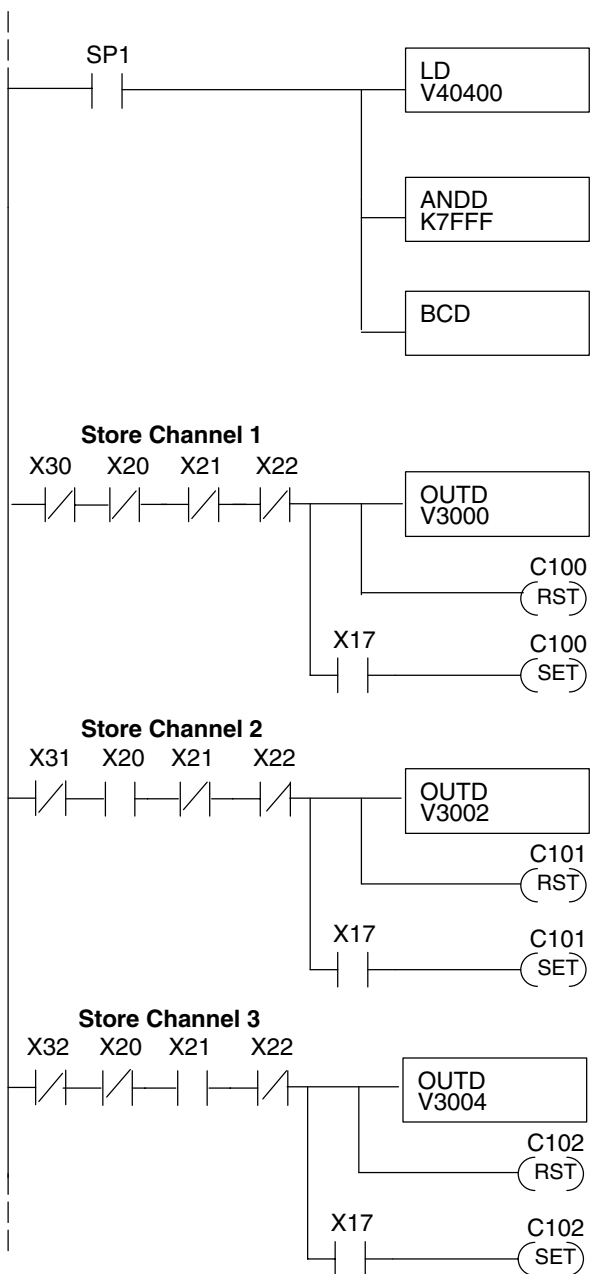 SP1
LD
V40400
ANDD
K7FFF
BCD
Store Channel 1
X30 X20 X21 X22
OUTD
V3000
C100
RST
X17
C100
SET
Store Channel 2
X31 X20 X21 X22
OUTD
V3002
C101
RST
X17
C101
SET
Store Channel 3
X32 X20 X21 X22
OUTD
V3004
C102
RST
X17
C102
SET